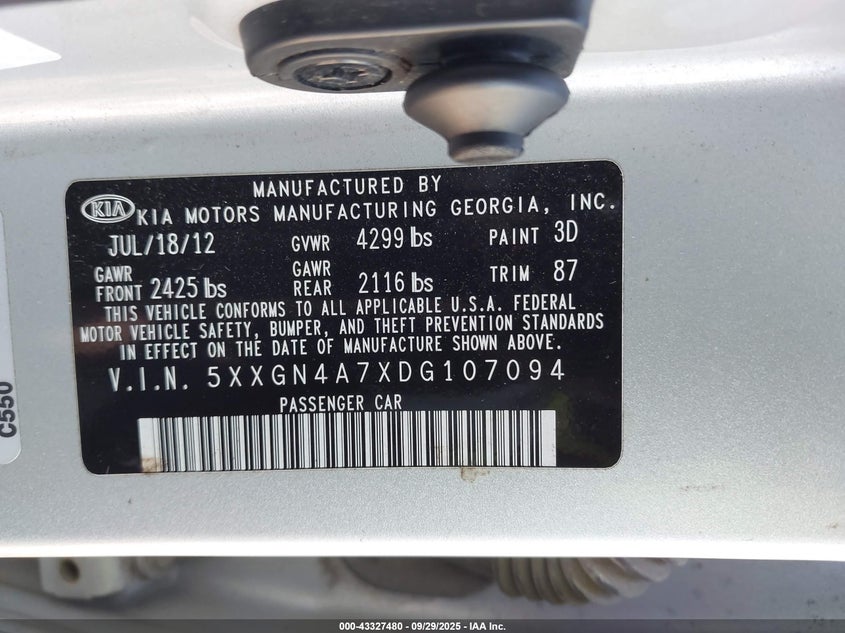 MANUFACTURED BY
KIA KIA MOTORS MANUFACTURING GEORGIA, INC.
JUL/18/12 GVWR 4299 lbs PAINT 3D
GAWR FRONT 2425 lbs GAWR REAR 2116 lbs TRIM 87
THIS VEHICLE CONFORMS TO ALL APPLICABLE U.S.A. FEDERAL
MOTOR VEHICLE SAFETY, BUMPER, AND THEFT PREVENTION STANDARDS
IN EFFECT ON THE DATE OF MANUFACTURE SHOWN ABOVE.
V.I.N. 5XXGN4A7XDG107094
PASSENGER CAR
C550
000-43327480 - 09/29/2025 - IAA Inc.